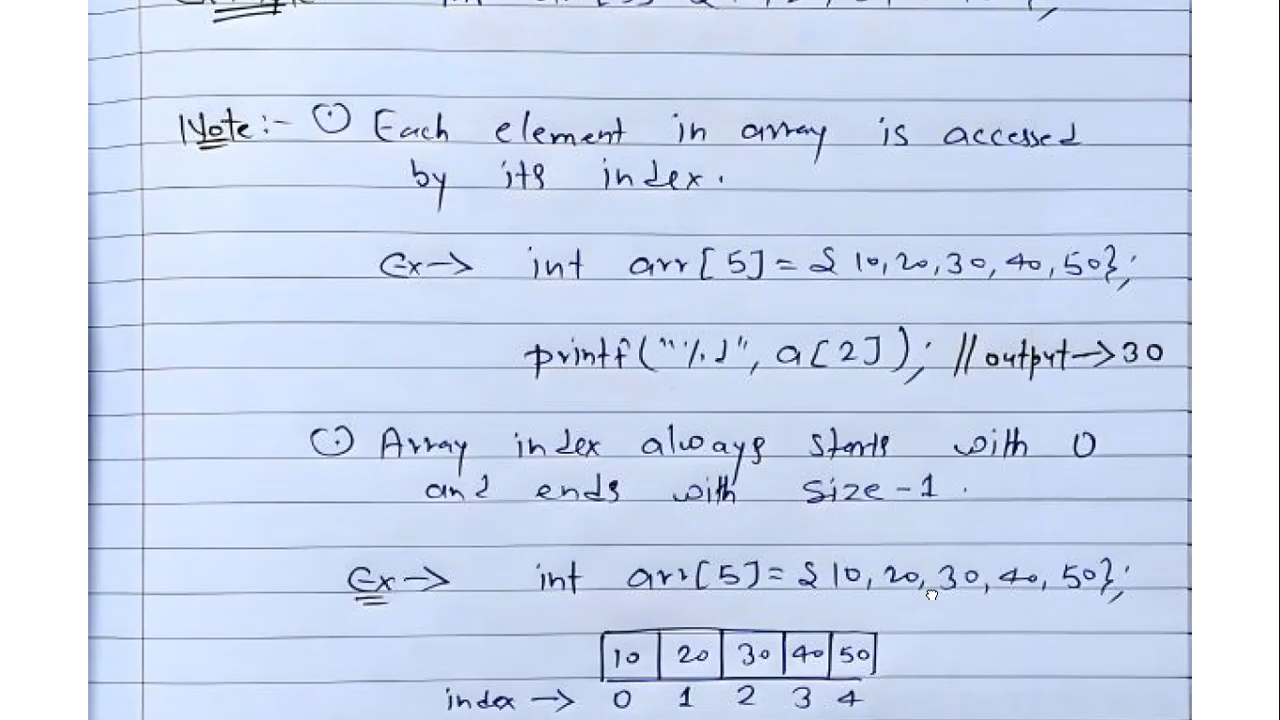 Note:- ⊙ Each element in array is accessed
by its index.
Ex→ int arr[5]={10,20,30,40,50};
printf("%d", a[2]); //output→30
⊙ Array index always starts with 0
and ends with size-1.
Ex→ int arr[5]={10,20,30,40,50};
10 20 30 40 50
index → 0 1 2 3 4